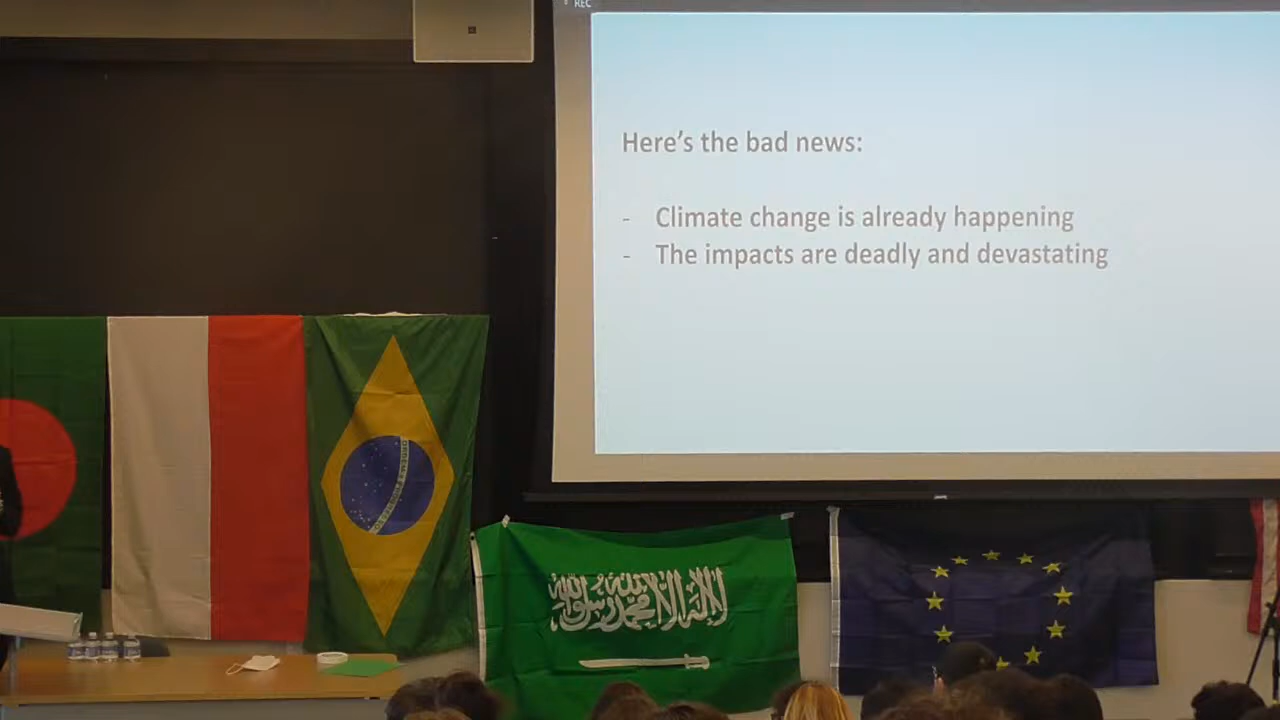 REC
Here's the bad news:
- Climate change is already happening
- The impacts are deadly and devastating
لا إله إلا الله محمد رسول الله